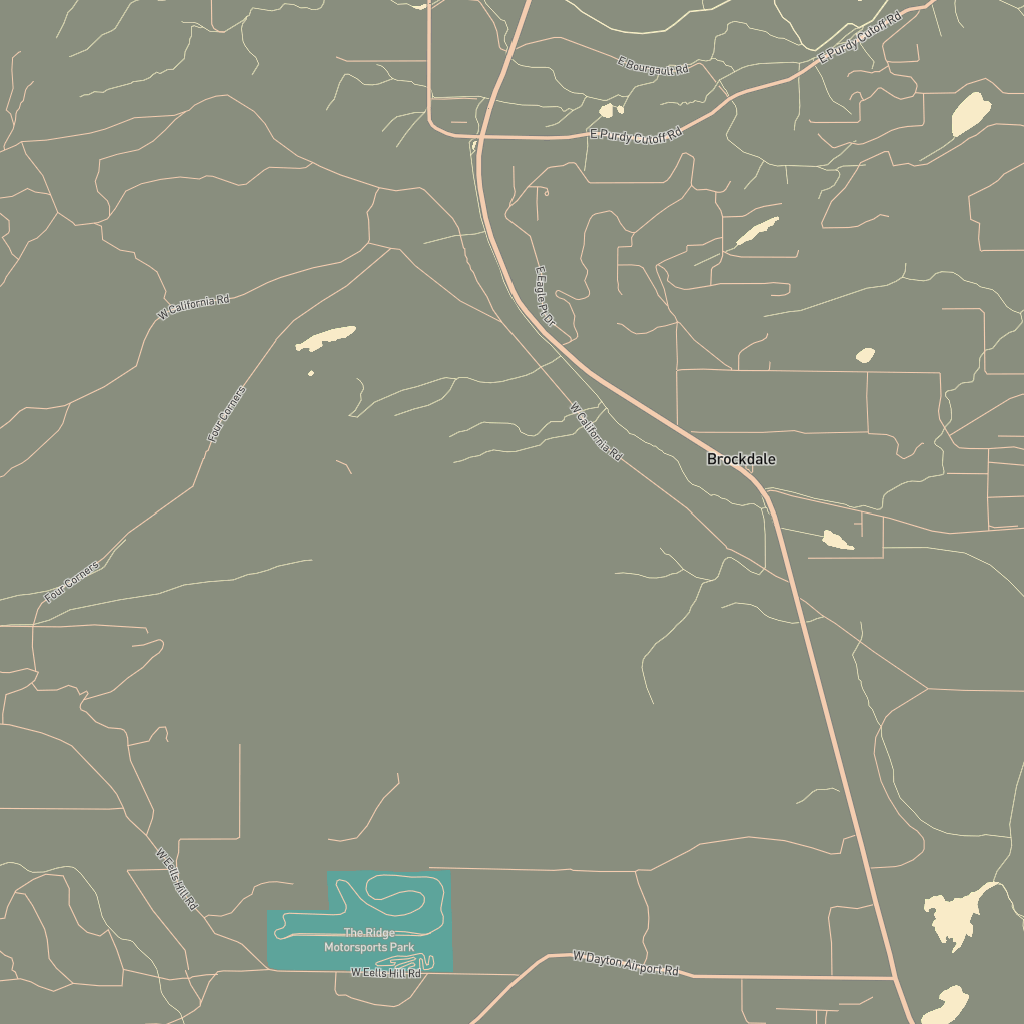 E Purdy Cutoff Rd
E Bourgault Rd
E Purdy Cutoff Rd
E Eagle Pt Dr
W California Rd
Four Corners
W California Rd
Brockdale
Four Corners
W Eells Hill Rd
The Ridge
Motorsports Park
W Eells Hill Rd
W Dayton Airport Rd